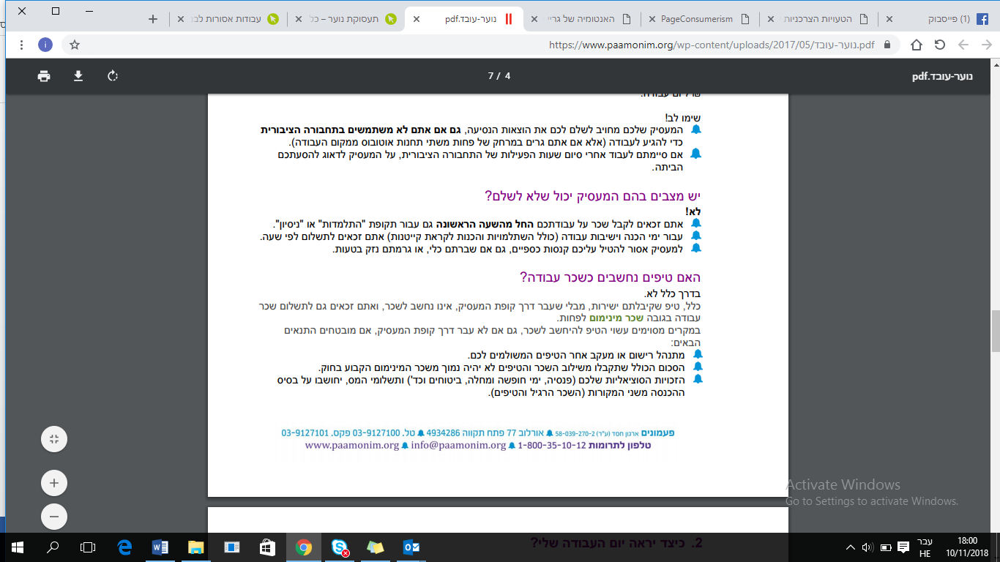 (1) פייסבוק
הטעויות הצרכניות
PageConsumerism
האנטומיה של גריי
נוער-עובד.pdf
תעסוקת נוער – כל
עבודות אסורות לבנ
https://www.paamonim.org/wp-content/uploads/2017/05/נוער-עובד.pdf
i
נוער-עובד.pdf
7 / 4
שימו לב!
המעסיק שלכם מחויב לשלם לכם את הוצאות הנסיעה, גם אם אתם לא משתמשים בתחבורה הציבורית
כדי להגיע לעבודה (אלא אם אתם גרים במרחק של פחות משתי תחנות אוטובוס ממקום העבודה).
אם סיימתם לעבוד אחרי סיום שעות הפעילות של התחבורה הציבורית, על המעסיק לדאוג להסעתכם
הביתה.
יש מצבים בהם המעסיק יכול שלא לשלם?
לא!
אתם זכאים לקבל שכר על עבודתכם החל מהשעה הראשונה גם עבור תקופת "התלמדות" או "ניסיון".
עבור ימי הכנה וישיבות עבודה (כולל השתלמויות והכנות לקראת קייטנות) אתם זכאים לתשלום לפי שעה.
למעסיק אסור להטיל עליכם קנסות כספיים, גם אם שברתם כלי, או גרמתם נזק בטעות.
האם טיפים נחשבים כשכר עבודה?
בדרך כלל לא.
כלל, טיפ שקיבלתם ישירות, מבלי שעבר דרך קופת המעסיק, אינו נחשב לשכר, ואתם זכאים גם לתשלום שכר
עבודה בגובה שכר מינימום לפחות.
במקרים מסוימים עשוי הטיפ להיחשב לשכר, גם אם לא עבר דרך קופת המעסיק, אם מובטחים התנאים
הבאים:
מתנהל רישום או מעקב אחר הטיפים המשולמים לכם.
הסכום הכולל שתקבלו משילוב השכר והטיפים לא יהיה נמוך משכר המינימום הקבוע בחוק.
הזכויות הסוציאליות שלכם (פנסיה, ימי חופשה ומחלה, ביטוחים וכד') ותשלומי המס, יחושבו על בסיס
ההכנסה משני המקורות (השכר הרגיל והטיפים).
פעמונים ארגון חסד (ע"ר) 58-039-270-2 אורלוב 77 פתח תקווה 4934286 טל. 03-9127100 פקס. 03-9127101
טלפון לתרומות 1-800-35-10-12 info@paamonim.org www.paamonim.org
Activate Windows
Go to Settings to activate Windows.
2. כיצד יראה יום העבודה שלי?
עבר
HE
18:00
10/11/2018